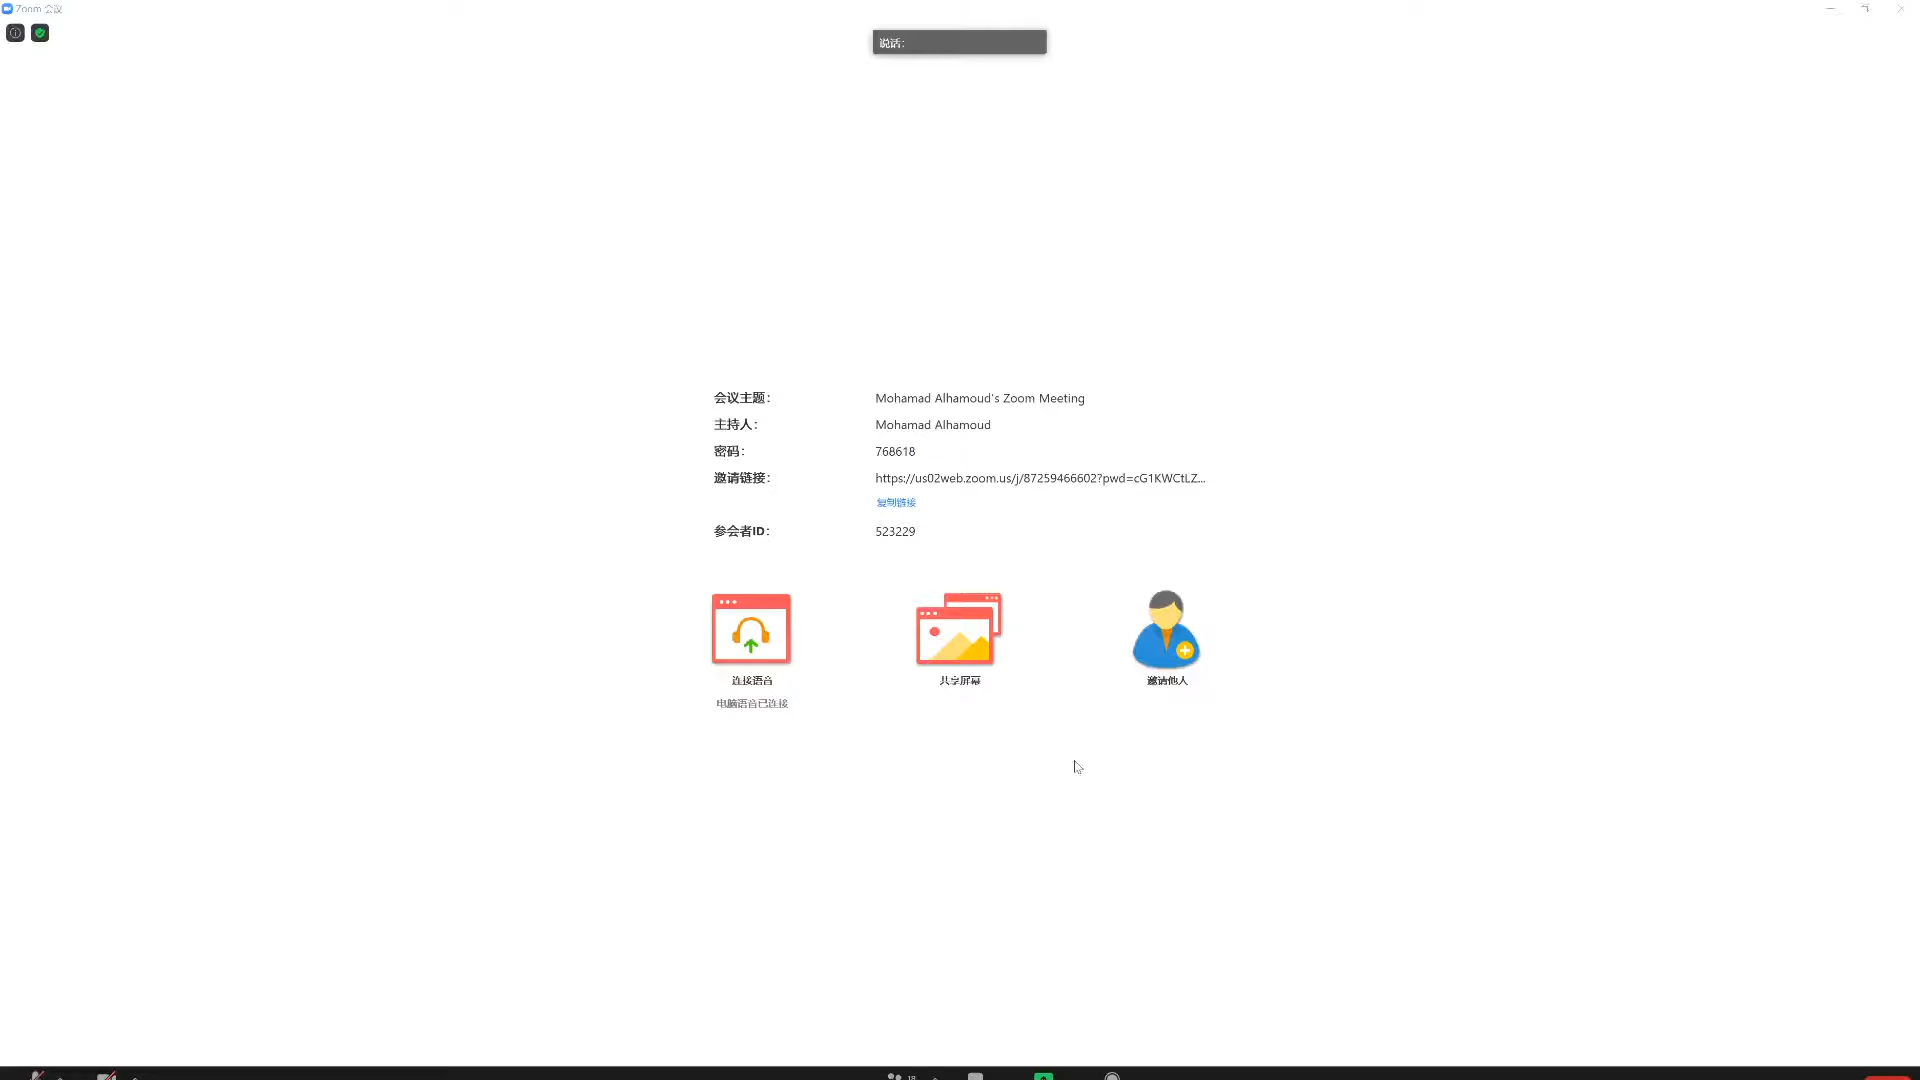 Zoom 会议
说话:
会议主题: Mohamad Alhamoud's Zoom Meeting
主持人: Mohamad Alhamoud
密码: 768618
邀请链接: https://us02web.zoom.us/j/87259466602?pwd=cG1KWCtLZ...
复制链接
参会者ID: 523229
连接语音 共享屏幕 邀请他人
电脑语音已连接
18